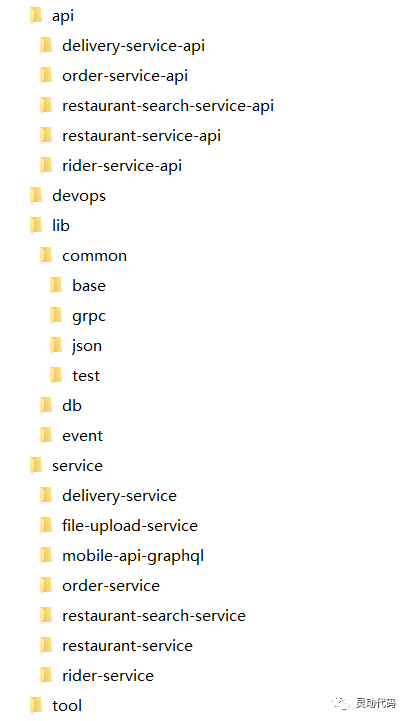 api
delivery-service-api
order-service-api
restaurant-search-service-api
restaurant-service-api
rider-service-api
devops
lib
common
base
grpc
json
test
db
event
service
delivery-service
file-upload-service
mobile-api-graphql
order-service
restaurant-search-service
restaurant-service
rider-service
tool
灵动代码